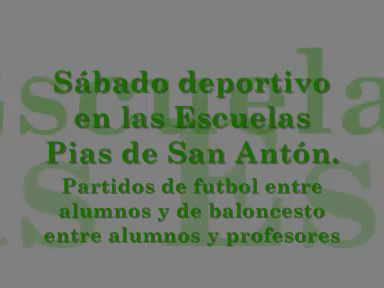 Sábado deportivo
en las Escuelas
Pias de San Antón.
Partidos de futbol entre
alumnos y de baloncesto
entre alumnos y profesores